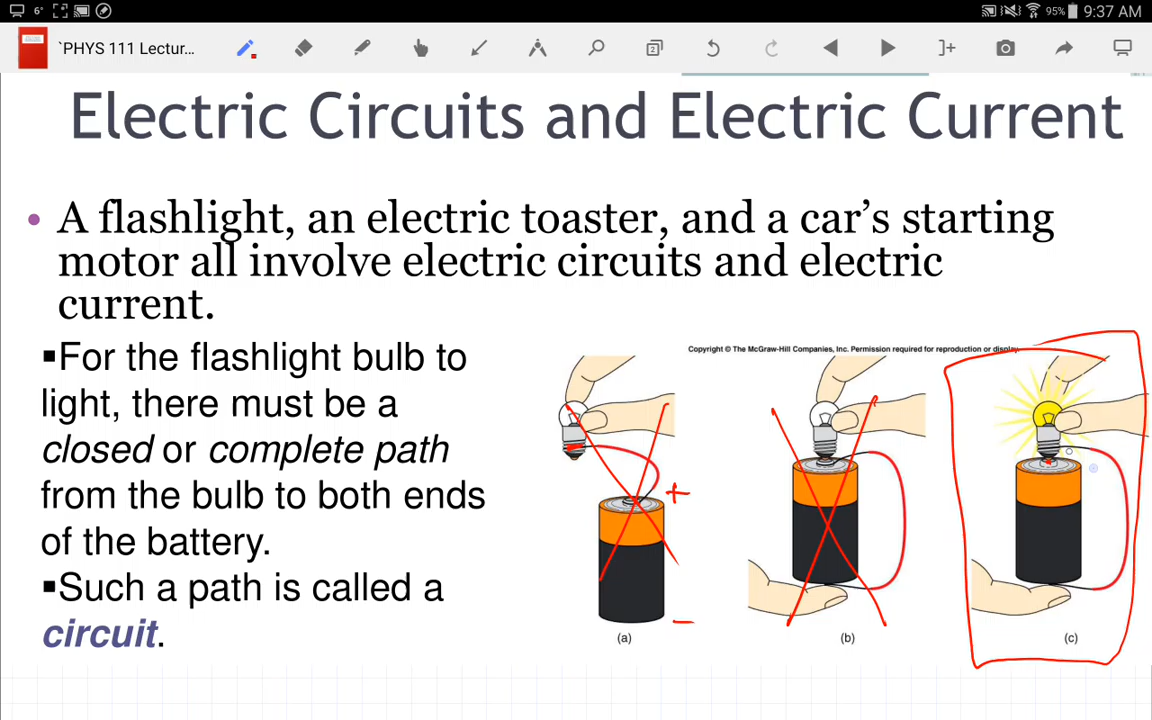 6°
95%
9:37 AM
`PHYS 111 Lectur...
2
Electric Circuits and Electric Current
• A flashlight, an electric toaster, and a car’s starting
motor all involve electric circuits and electric
current.
▪For the flashlight bulb to
light, there must be a
closed or complete path
from the bulb to both ends
of the battery.
▪Such a path is called a
circuit.
Copyright © The McGraw-Hill Companies, Inc. Permission required for reproduction or display.
+
−
(a)
(b)
(c)